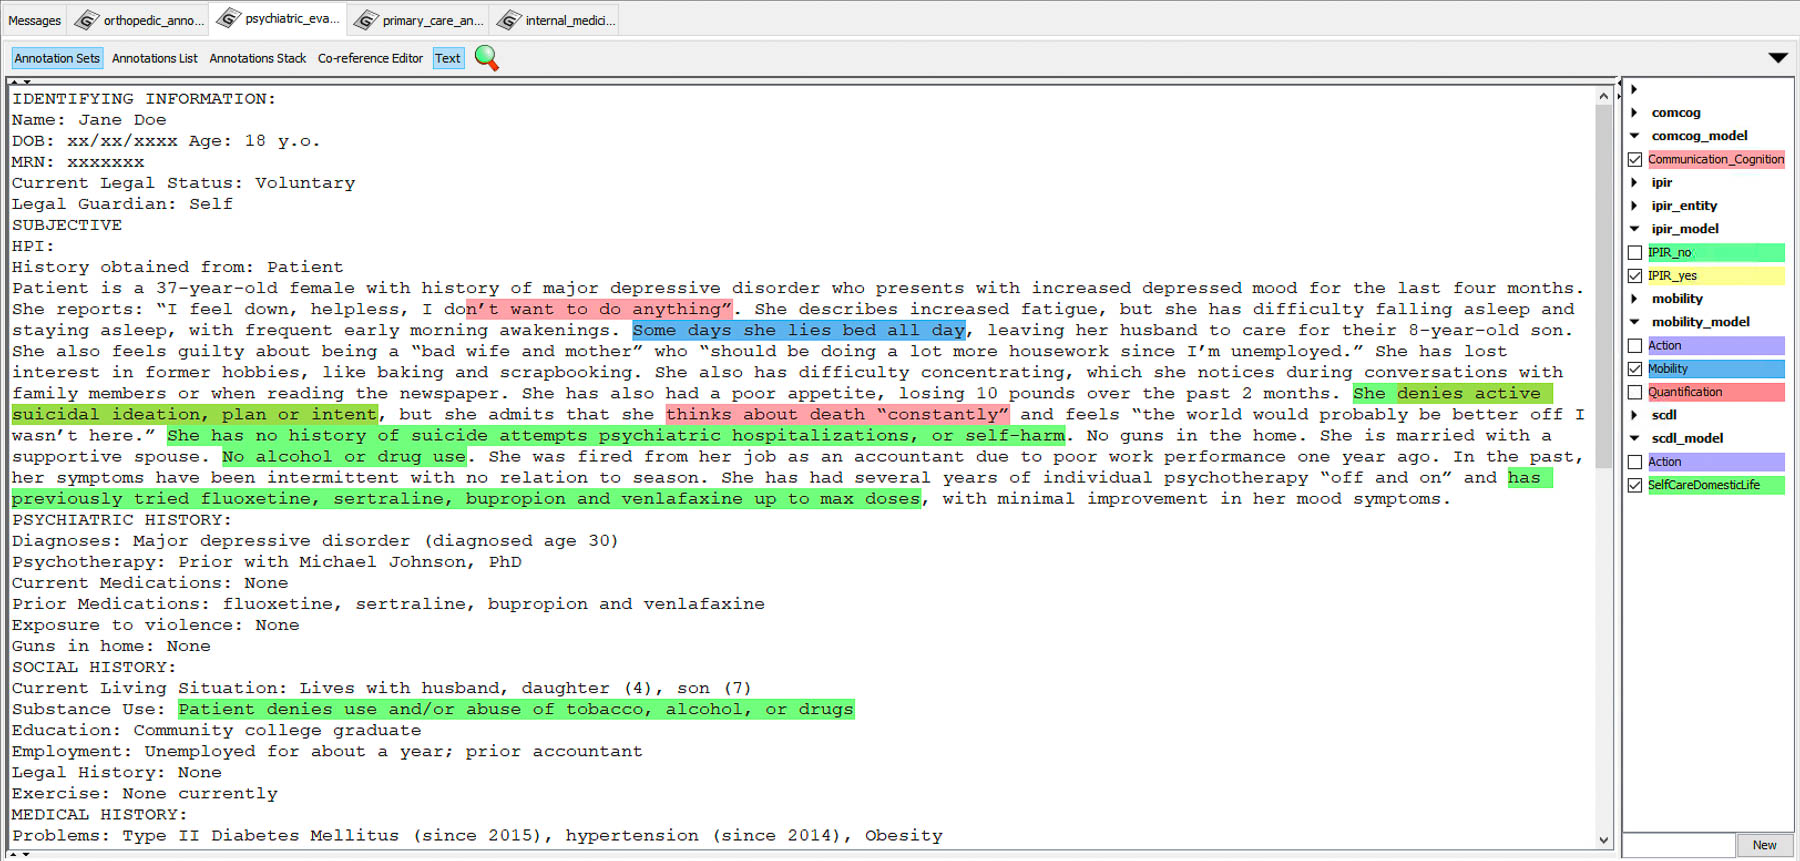 Messages orthopedic_anno... psychiatric_eva... primary_care_an... internal_medici...
Annotation Sets Annotations List Annotations Stack Co-reference Editor Text
IDENTIFYING INFORMATION:
Name: Jane Doe
DOB: xx/xx/xxxx Age: 18 y.o.
MRN: xxxxxxx
Current Legal Status: Voluntary
Legal Guardian: Self
SUBJECTIVE
HPI:
History obtained from: Patient
Patient is a 37-year-old female with history of major depressive disorder who presents with increased depressed mood for the last four months.
She reports: “I feel down, helpless, I don’t want to do anything”. She describes increased fatigue, but she has difficulty falling asleep and
staying asleep, with frequent early morning awakenings. Some days she lies bed all day, leaving her husband to care for their 8-year-old son.
She also feels guilty about being a “bad wife and mother” who “should be doing a lot more housework since I’m unemployed.” She has lost
interest in former hobbies, like baking and scrapbooking. She also has difficulty concentrating, which she notices during conversations with
family members or when reading the newspaper. She has also had a poor appetite, losing 10 pounds over the past 2 months. She denies active
suicidal ideation, plan or intent, but she admits that she thinks about death “constantly” and feels “the world would probably be better off I
wasn’t here.” She has no history of suicide attempts psychiatric hospitalizations, or self-harm. No guns in the home. She is married with a
supportive spouse. No alcohol or drug use. She was fired from her job as an accountant due to poor work performance one year ago. In the past,
her symptoms have been intermittent with no relation to season. She has had several years of individual psychotherapy “off and on” and has
previously tried fluoxetine, sertraline, bupropion and venlafaxine up to max doses, with minimal improvement in her mood symptoms.
PSYCHIATRIC HISTORY:
Diagnoses: Major depressive disorder (diagnosed age 30)
Psychotherapy: Prior with Michael Johnson, PhD
Current Medications: None
Prior Medications: fluoxetine, sertraline, bupropion and venlafaxine
Exposure to violence: None
Guns in home: None
SOCIAL HISTORY:
Current Living Situation: Lives with husband, daughter (4), son (7)
Substance Use: Patient denies use and/or abuse of tobacco, alcohol, or drugs
Education: Community college graduate
Employment: Unemployed for about a year; prior accountant
Legal History: None
Exercise: None currently
MEDICAL HISTORY:
Problems: Type II Diabetes Mellitus (since 2015), hypertension (since 2014), Obesity
comcog
comcog_model
Communication_Cognition
ipir
ipir_entity
ipir_model
IPIR_no
IPIR_yes
mobility
mobility_model
Action
Mobility
Quantification
scdl
scdl_model
Action
SelfCareDomesticLife
New